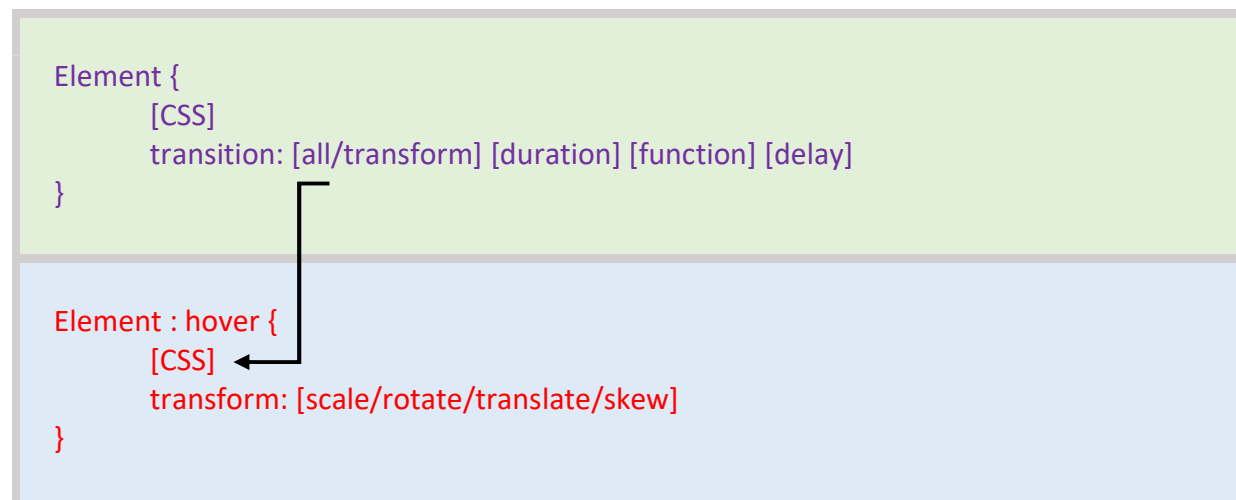 Element {
[CSS]
transition: [all/transform] [duration] [function] [delay]
}
Element : hover {
[CSS]
transform: [scale/rotate/translate/skew]
}